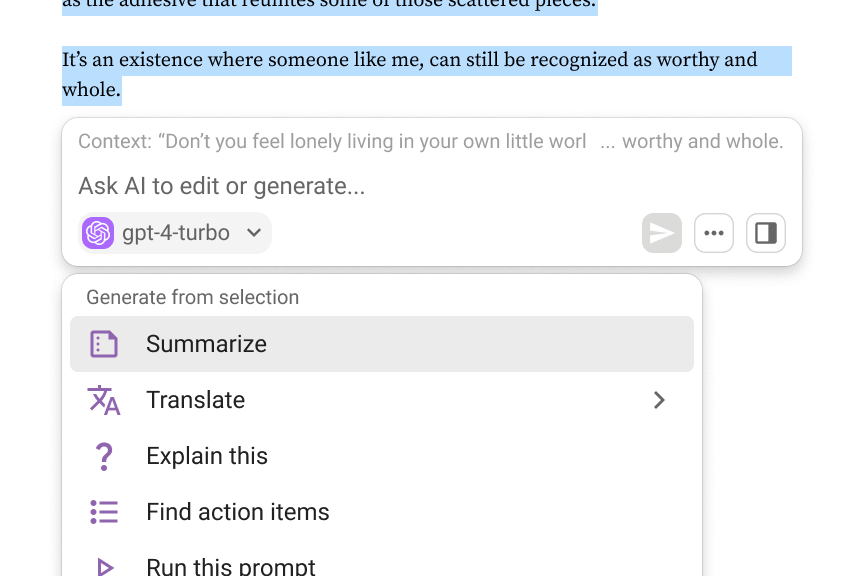 as the adhesive that reunites some of those scattered pieces.
It’s an existence where someone like me, can still be recognized as worthy and
whole.
Context: “Don’t you feel lonely living in your own little worl ... worthy and whole.
Ask AI to edit or generate...
gpt-4-turbo
Generate from selection
Summarize
Translate
Explain this
Find action items
Run this prompt